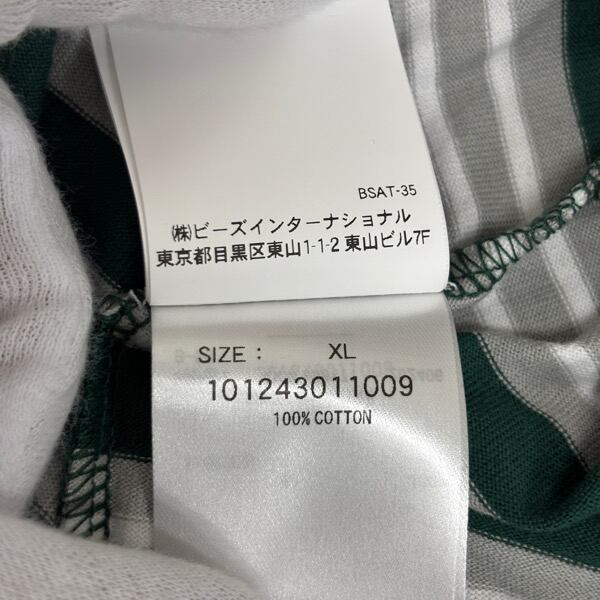 BSAT-35
㈱ビーズインターナショナル
東京都目黒区東山1-1-2 東山ビル7F
SIZE : XL
101243011009
100% COTTON